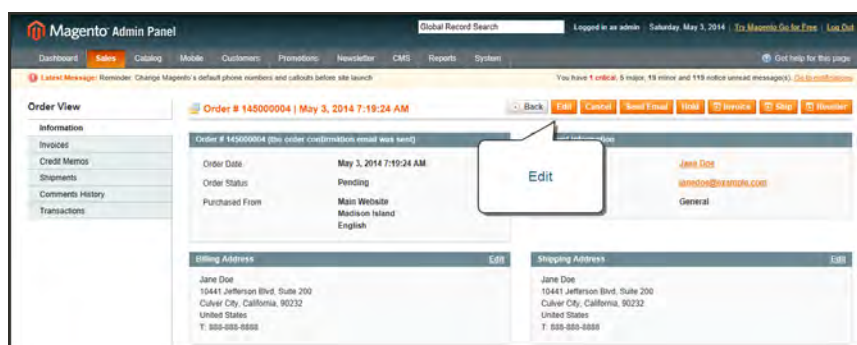 Magento Admin Panel
Global Record Search
Logged in as admin Saturday, May 3, 2014 Try Magento Go for Free Log Out
Dashboard Sales Catalog Mobile Customers Promotions Newsletter CMS Reports System Get help for this page
Latest Message: Reminder: Change Magento's default phone numbers and callouts before site launch You have 1 critical, 5 major, 19 minor and 119 notice unread message(s). Go to notifications
Order View
Order # 145000004 | May 3, 2014 7:19:24 AM
Back Edit Cancel Send Email Hold Invoice Ship Reorder
Information
Invoices
Credit Memos
Shipments
Comments History
Transactions
Order # 145000004 (the order confirmation email was sent)
Information
Order Date May 3, 2014 7:19:24 AM
Order Status Pending
Purchased From Main Website
Madison Island
English
Edit
Jane Doe
janedoe@example.com
General
Billing Address Edit
Jane Doe
10441 Jefferson Blvd, Suite 200
Culver City, California, 90232
United States
T: 888-888-8888
Shipping Address Edit
Jane Doe
10441 Jefferson Blvd, Suite 200
Culver City, California, 90232
United States
T: 888-888-8888